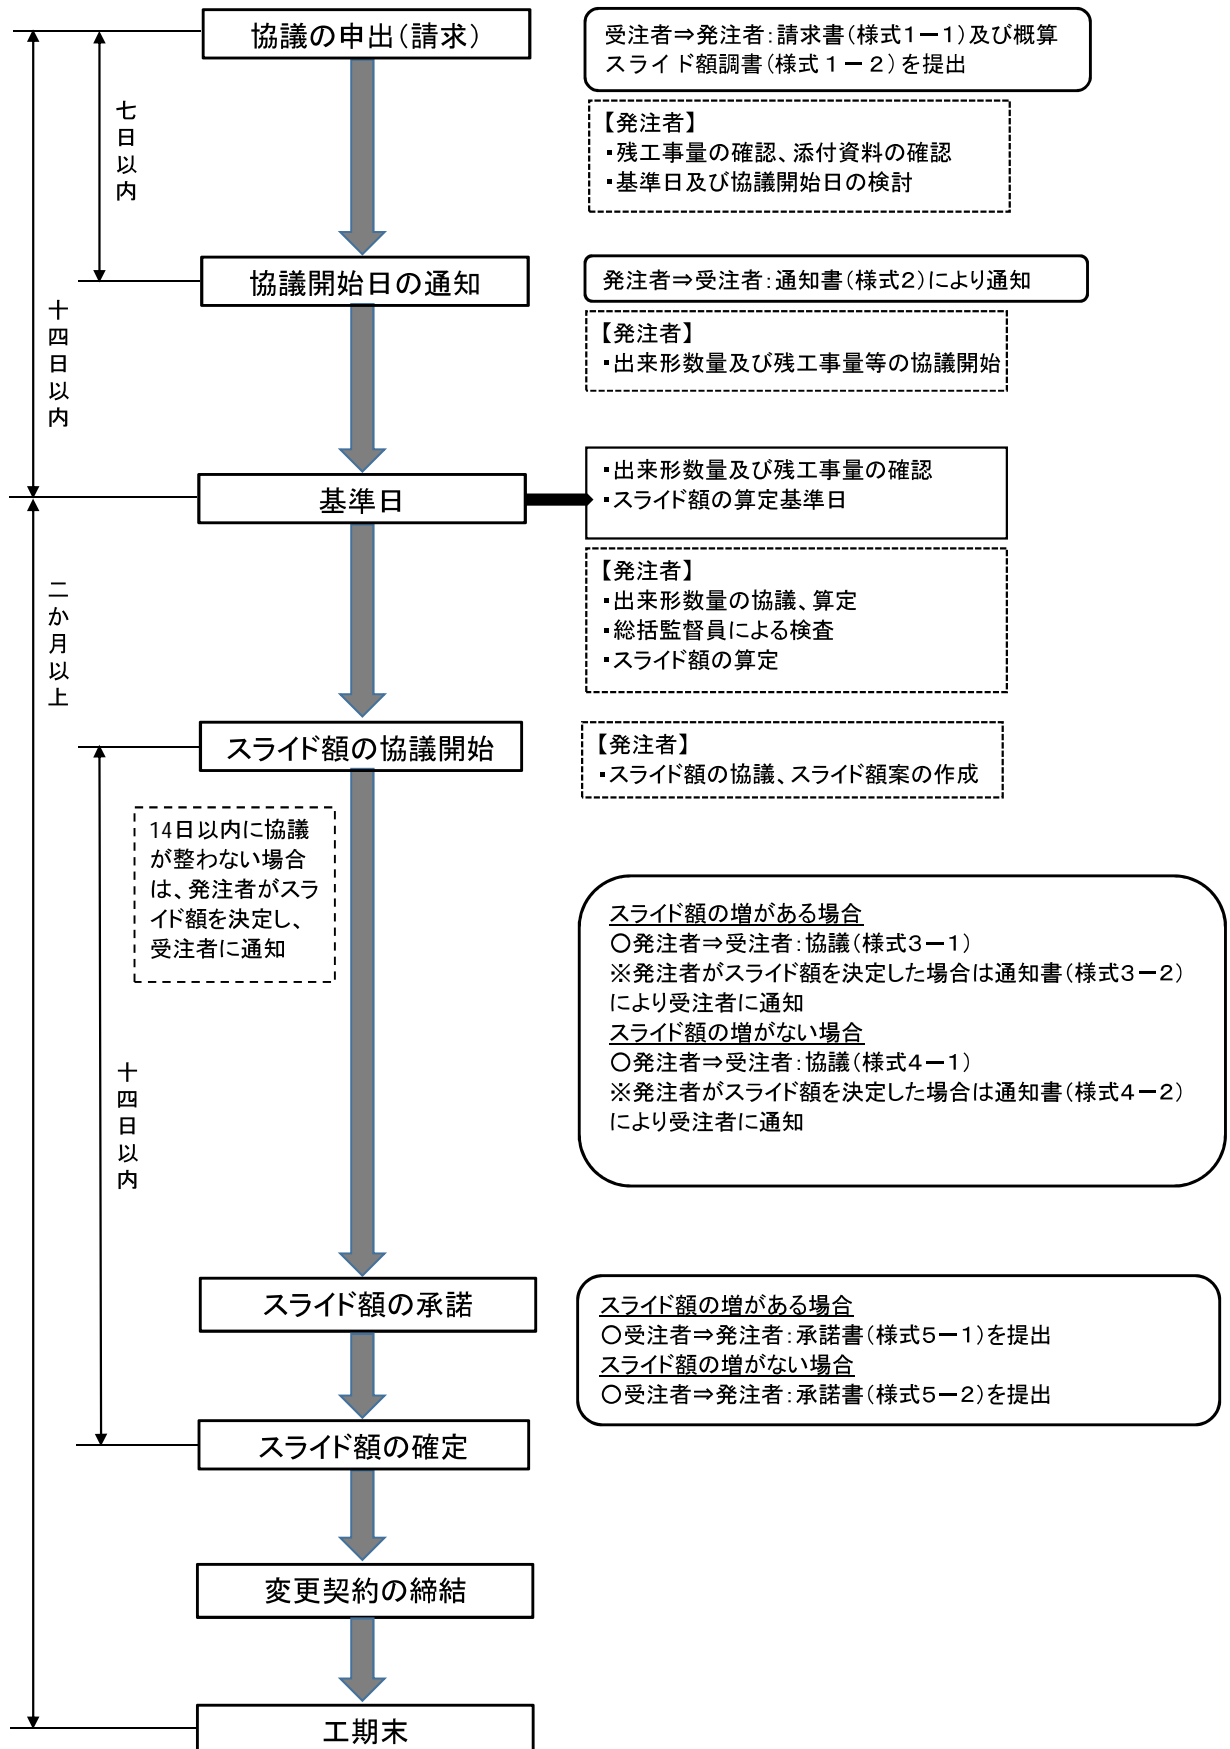 協議の申出（請求）
受注者⇒発注者：請求書（様式１－１）及び概算
スライド額調書（様式１－２）を提出
七日以内
【発注者】
・残工事量の確認、添付資料の確認
・基準日及び協議開始日の検討
協議開始日の通知
発注者⇒受注者：通知書（様式２）により通知
十四日以内
【発注者】
・出来形数量及び残工事量等の協議開始
基準日
・出来形数量及び残工事量の確認
・スライド額の算定基準日
二か月以上
【発注者】
・出来形数量の協議、算定
・総括監督員による検査
・スライド額の算定
スライド額の協議開始
【発注者】
・スライド額の協議、スライド額案の作成
14日以内に協議
が整わない場合
は、発注者がスラ
イド額を決定し、
受注者に通知
スライド額の増がある場合
○発注者⇒受注者：協議（様式３－１）
※発注者がスライド額を決定した場合は通知書（様式３－２）
により受注者に通知
スライド額の増がない場合
○発注者⇒受注者：協議（様式４－１）
※発注者がスライド額を決定した場合は通知書（様式４－２）
により受注者に通知
十四日以内
スライド額の承諾
スライド額の増がある場合
○受注者⇒発注者：承諾書（様式５－１）を提出
スライド額の増がない場合
○受注者⇒発注者：承諾書（様式５－２）を提出
スライド額の確定
変更契約の締結
工期末